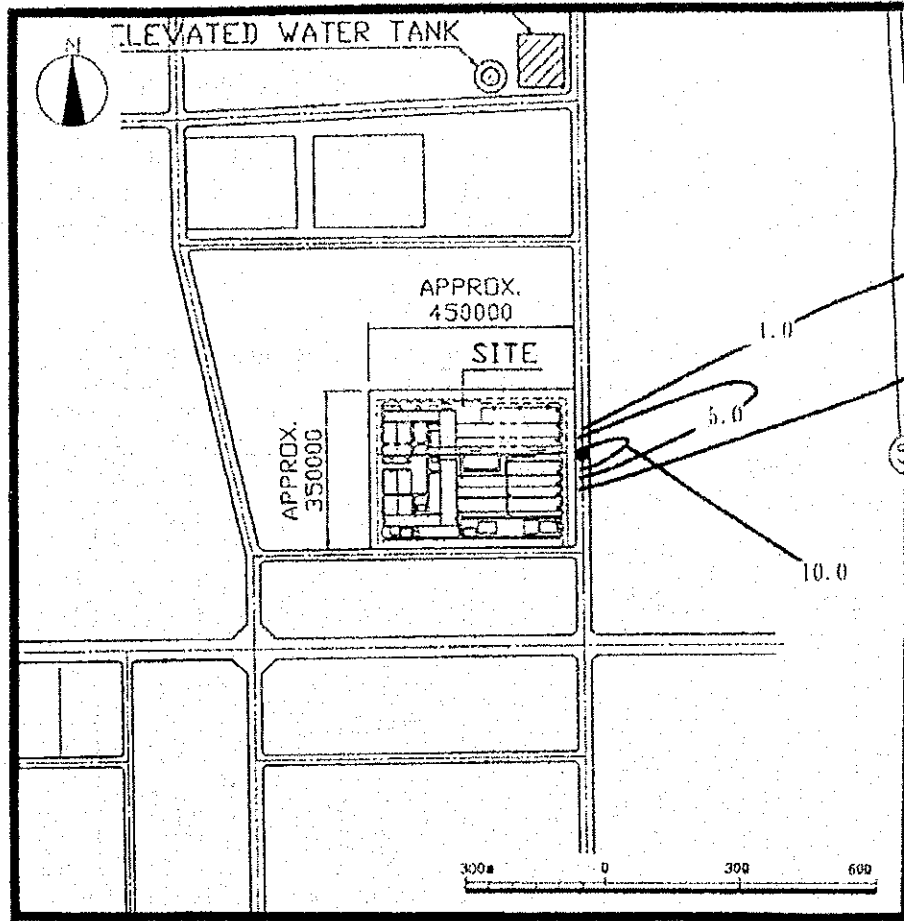 ELEVATED WATER TANK
N
APPROX.
450000
SITE
APPROX.
350000
1.0
5.0
10.0
300m 0 300 600